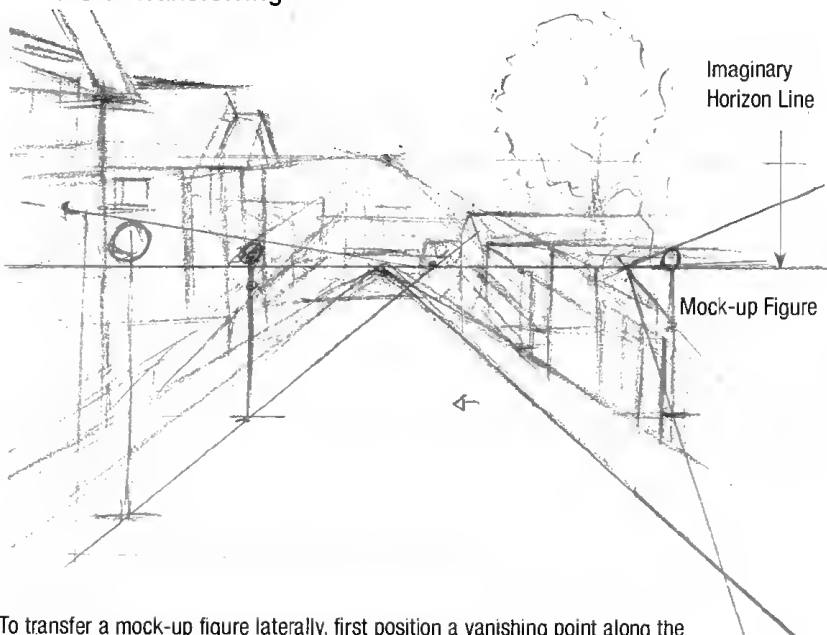 Imaginary
Horizon Line
Mock-up Figure
To transfer a mock-up figure laterally, first position a vanishing point along the